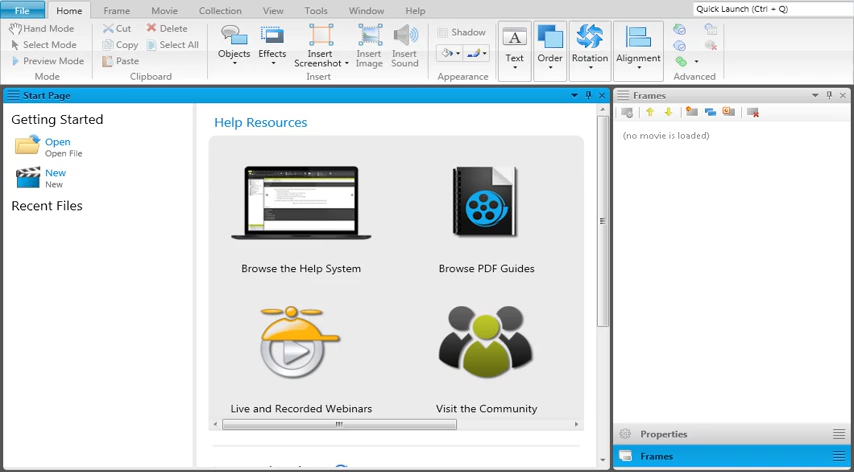 File Home Frame Movie Collection View Tools Window Help Quick Launch (Ctrl + Q)
Hand Mode Cut Delete Shadow
Select Mode Copy Select All
Preview Mode Paste
Objects Effects Insert Screenshot Insert Image Insert Sound Text Order Rotation Alignment
Mode Clipboard Insert Appearance Advanced
Start Page Frames
Getting Started
Open
Open File
New
New
Recent Files
Help Resources
Browse the Help System Browse PDF Guides
Live and Recorded Webinars Visit the Community
(no movie is loaded)
Properties
Frames